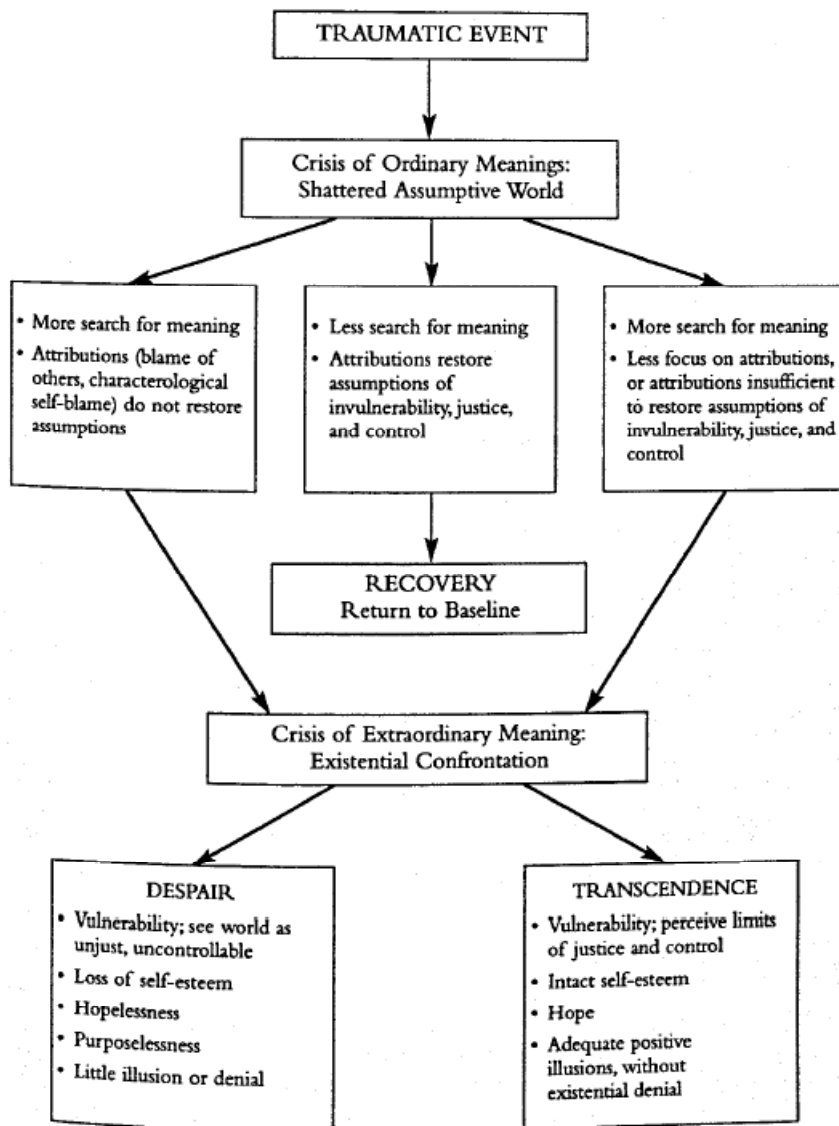 TRAUMATIC EVENT
Crisis of Ordinary Meanings:
Shattered Assumptive World
• More search for meaning
• Attributions (blame of
others, characterological
self-blame) do not restore
assumptions
• Less search for meaning
• Attributions restore
assumptions of
invulnerability, justice,
and control
• More search for meaning
• Less focus on attributions,
or attributions insufficient
to restore assumptions of
invulnerability, justice, and
control
RECOVERY
Return to Baseline
Crisis of Extraordinary Meaning:
Existential Confrontation
DESPAIR
• Vulnerability; see world as
unjust, uncontrollable
• Loss of self-esteem
• Hopelessness
• Purposelessness
• Little illusion or denial
TRANSCENDENCE
• Vulnerability; perceive limits
of justice and control
• Intact self-esteem
• Hope
• Adequate positive
illusions, without
existential denial